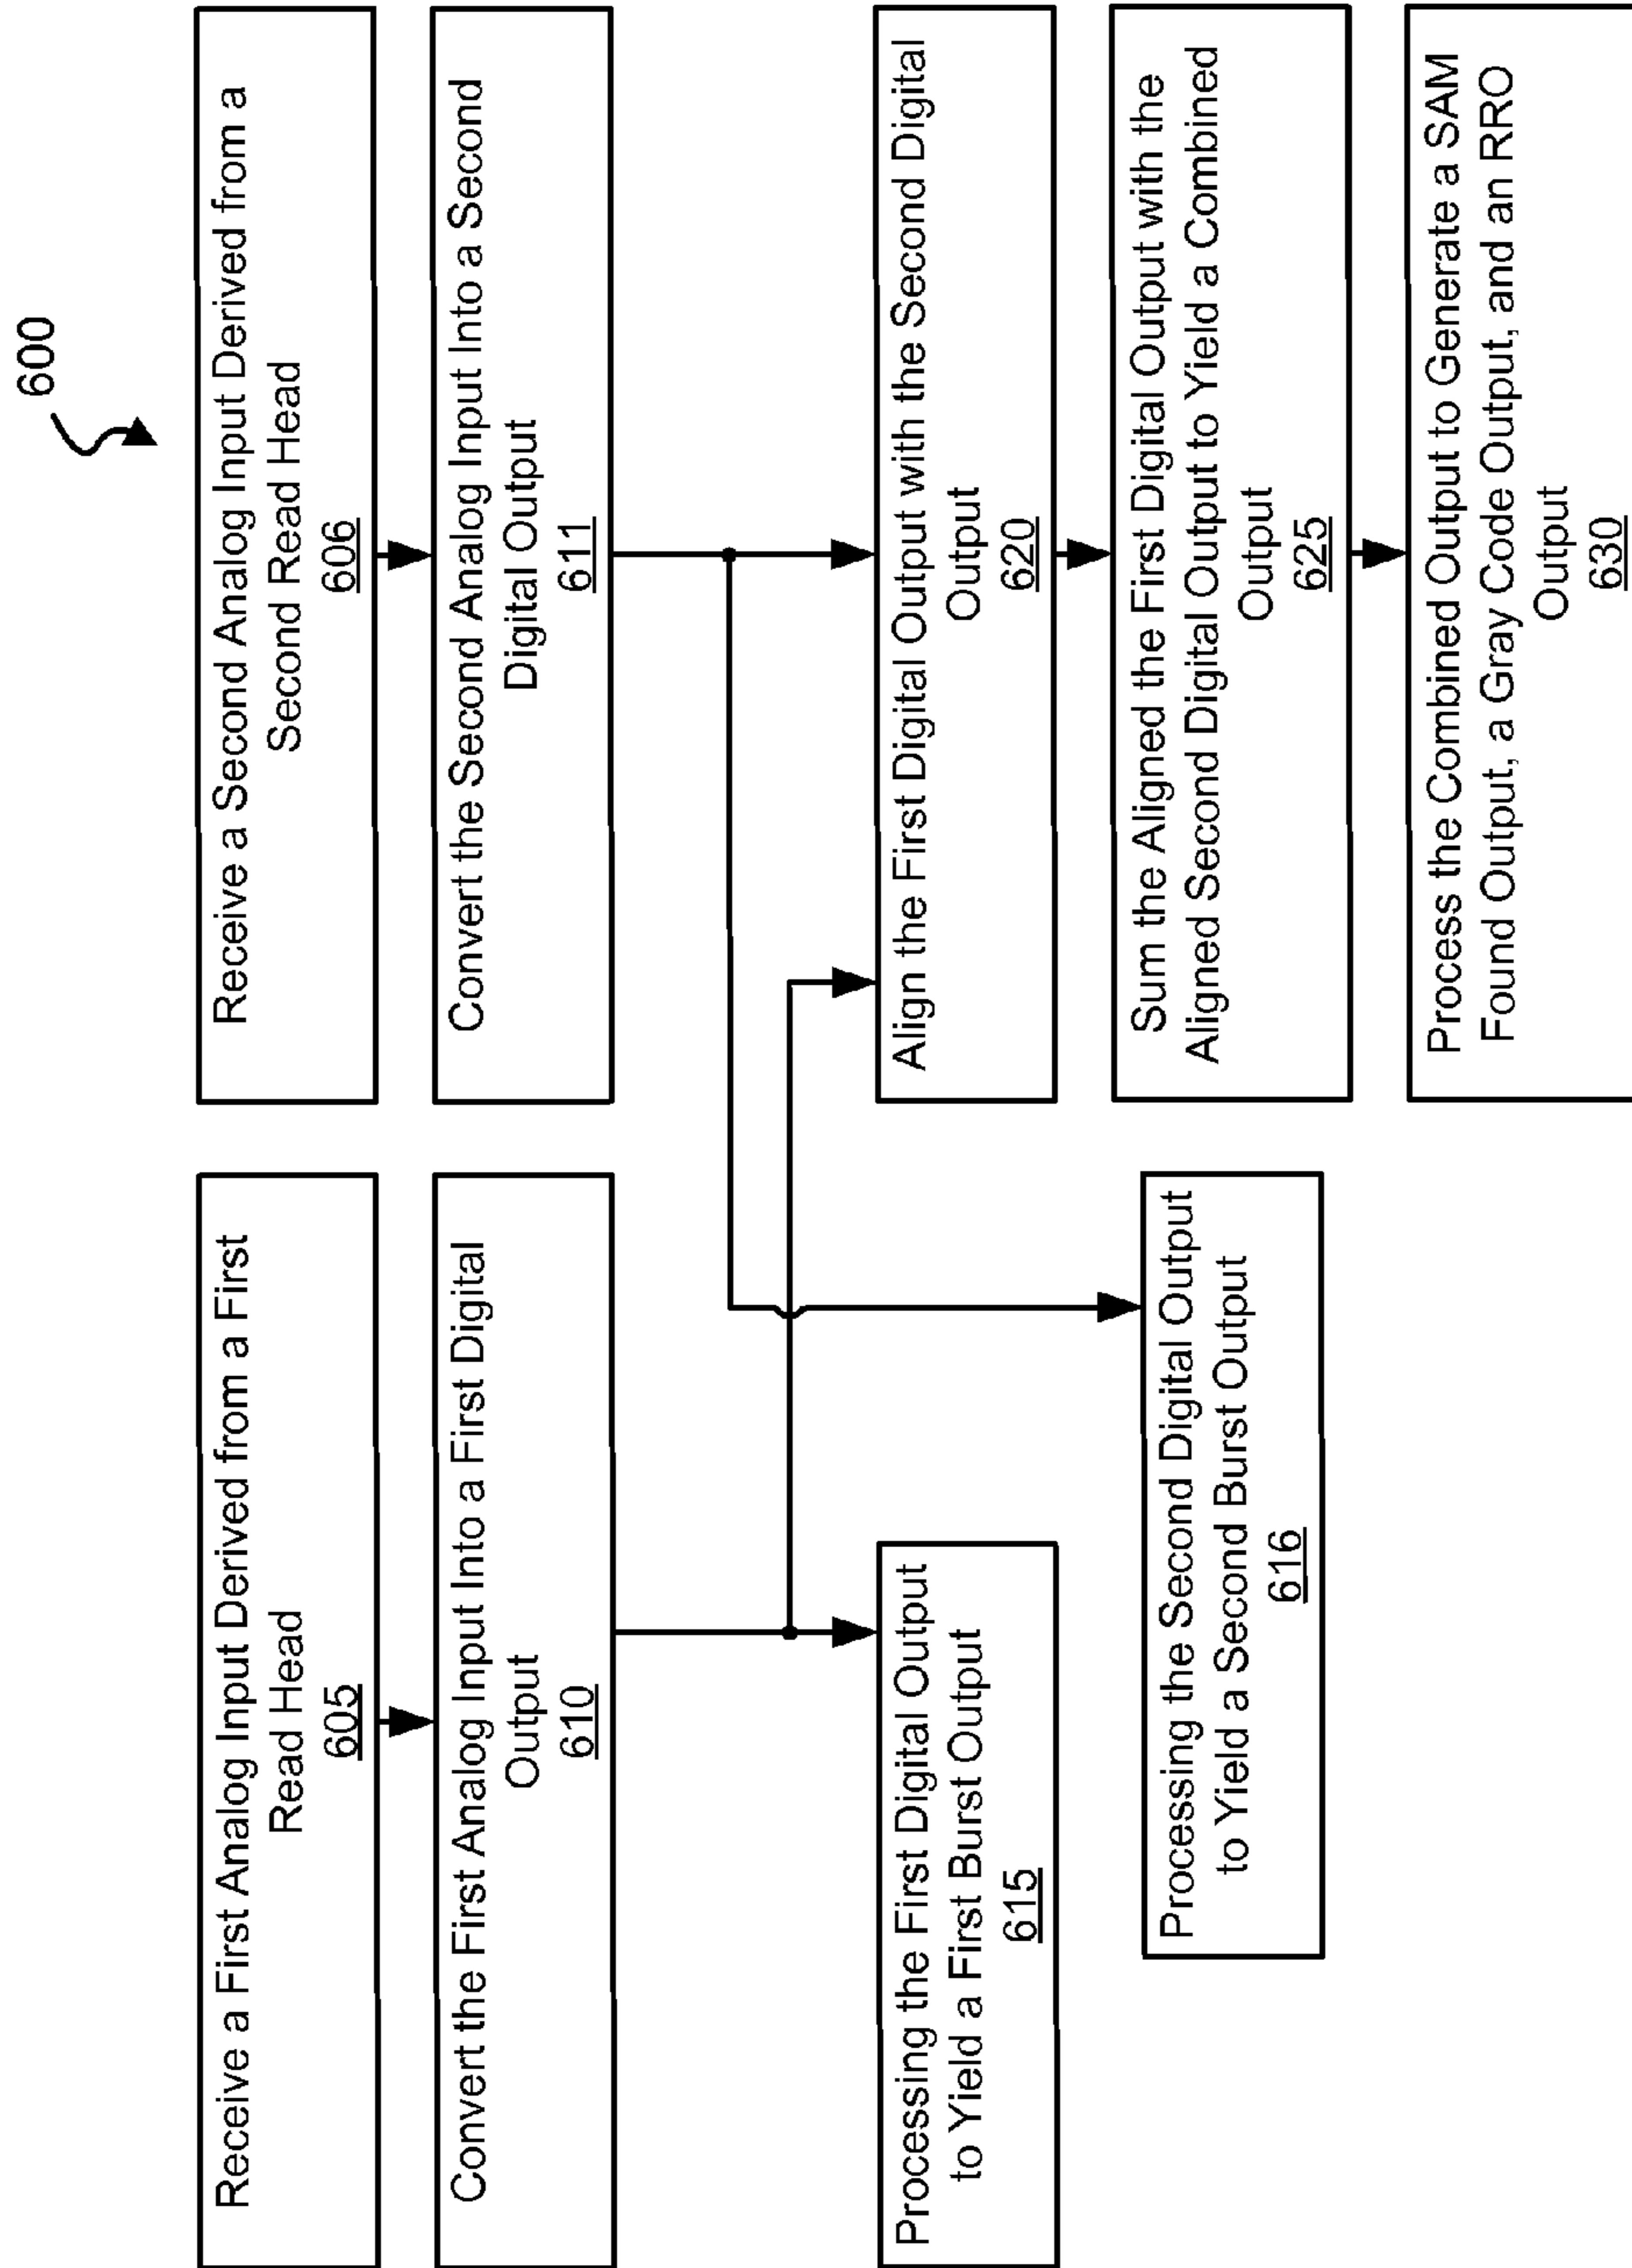 600
Receive a First Analog Input Derived from a First
Read Head
605
Receive a Second Analog Input Derived from a
Second Read Head
606
Convert the First Analog Input Into a First Digital
Output
610
Convert the Second Analog Input Into a Second
Digital Output
611
Processing the First Digital Output
to Yield a First Burst Output
615
Align the First Digital Output with the Second Digital
Output
620
Processing the Second Digital Output
to Yield a Second Burst Output
616
Sum the Aligned the First Digital Output with the
Aligned Second Digital Output to Yield a Combined
Output
625
Process the Combined Output to Generate a SAM
Found Output, a Gray Code Output, and an RRO
Output
630